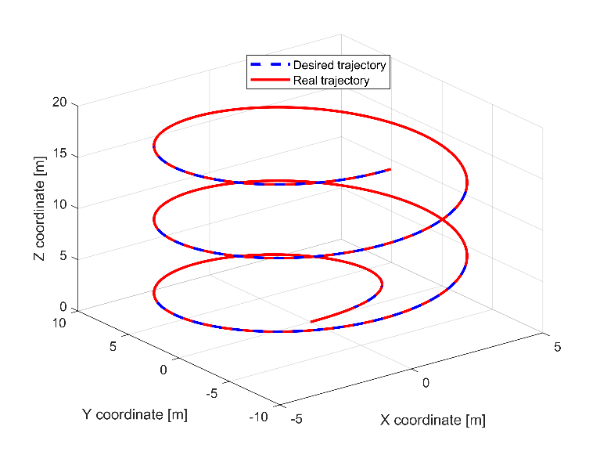 Desired trajectory
Real trajectory
20
15
10
5
0
Z coordinate [m]
10
5
0
-5
-10
Y coordinate [m]
-5
0
5
X coordinate [m]